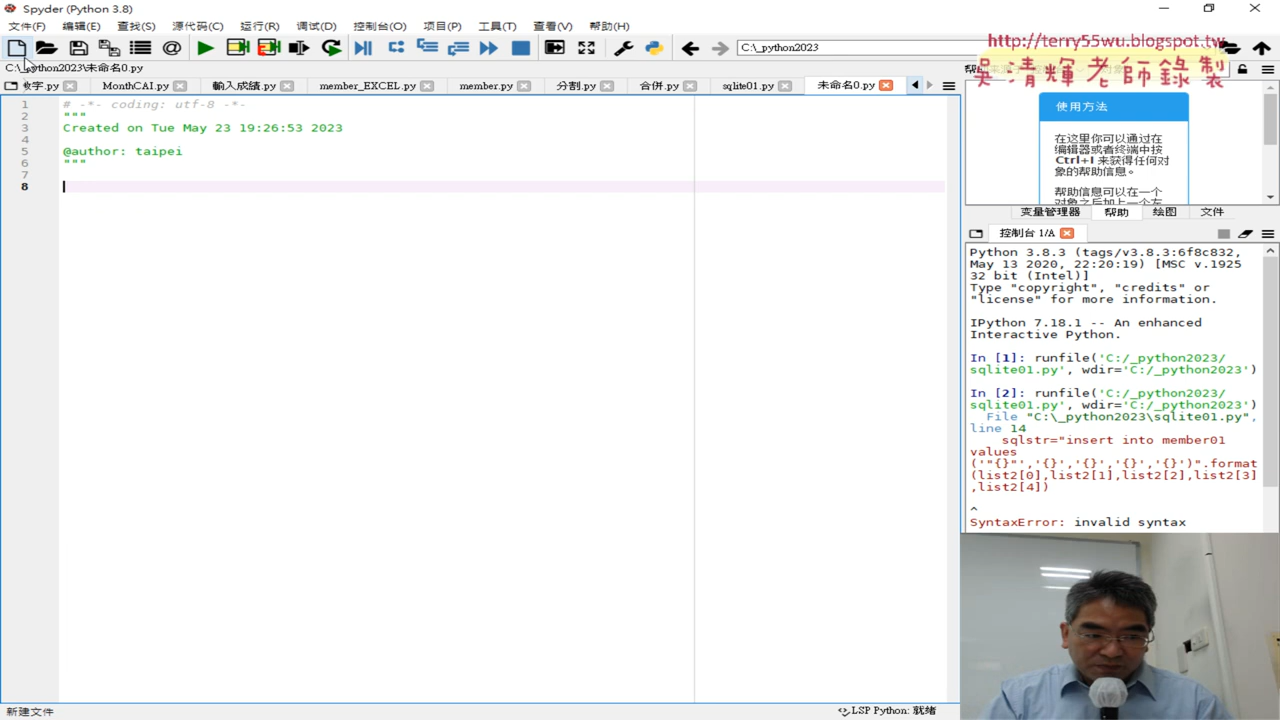 Spyder (Python 3.8)
文件(F) 编辑(E) 查找(S) 源代码(C) 运行(R) 调试(D) 控制台(O) 项目(P) 工具(T) 查看(V) 帮助(H)
C:\_python2023
http://terry55wu.blogspot.tw
吳清輝老師錄製
C:\_python2023\未命名0.py
数字.py MonthCAI.py 輸入成績.py member_EXCEL.py member.py 分割.py 合併.py sqlite01.py 未命名0.py
1 # -*- coding: utf-8 -*-
2 """
3 Created on Tue May 23 19:26:53 2023
4
5 @author: taipei
6 """
7
8
使用方法
在这里你可以通过在
编辑器或者终端中按
Ctrl+I 来获得任何对
象的帮助信息。
帮助信息可以在一个
对象之后加上一个左
变量管理器 帮助 绘图 文件
控制台 1/A
Python 3.8.3 (tags/v3.8.3:6f8c832,
May 13 2020, 22:20:19) [MSC v.1925
32 bit (Intel)]
Type "copyright", "credits" or
"license" for more information.
IPython 7.18.1 -- An enhanced
Interactive Python.
In [1]: runfile('C:/_python2023/
sqlite01.py', wdir='C:/_python2023')
In [2]: runfile('C:/_python2023/
sqlite01.py', wdir='C:/_python2023')
File "C:\_python2023\sqlite01.py",
line 14
sqlstr="insert into member01
values
('"{}"','{}','{}','{}','{}')".format
(list2[0],list2[1],list2[2],list2[3]
,list2[4])
^
SyntaxError: invalid syntax
新建文件
LSP Python: 就绪